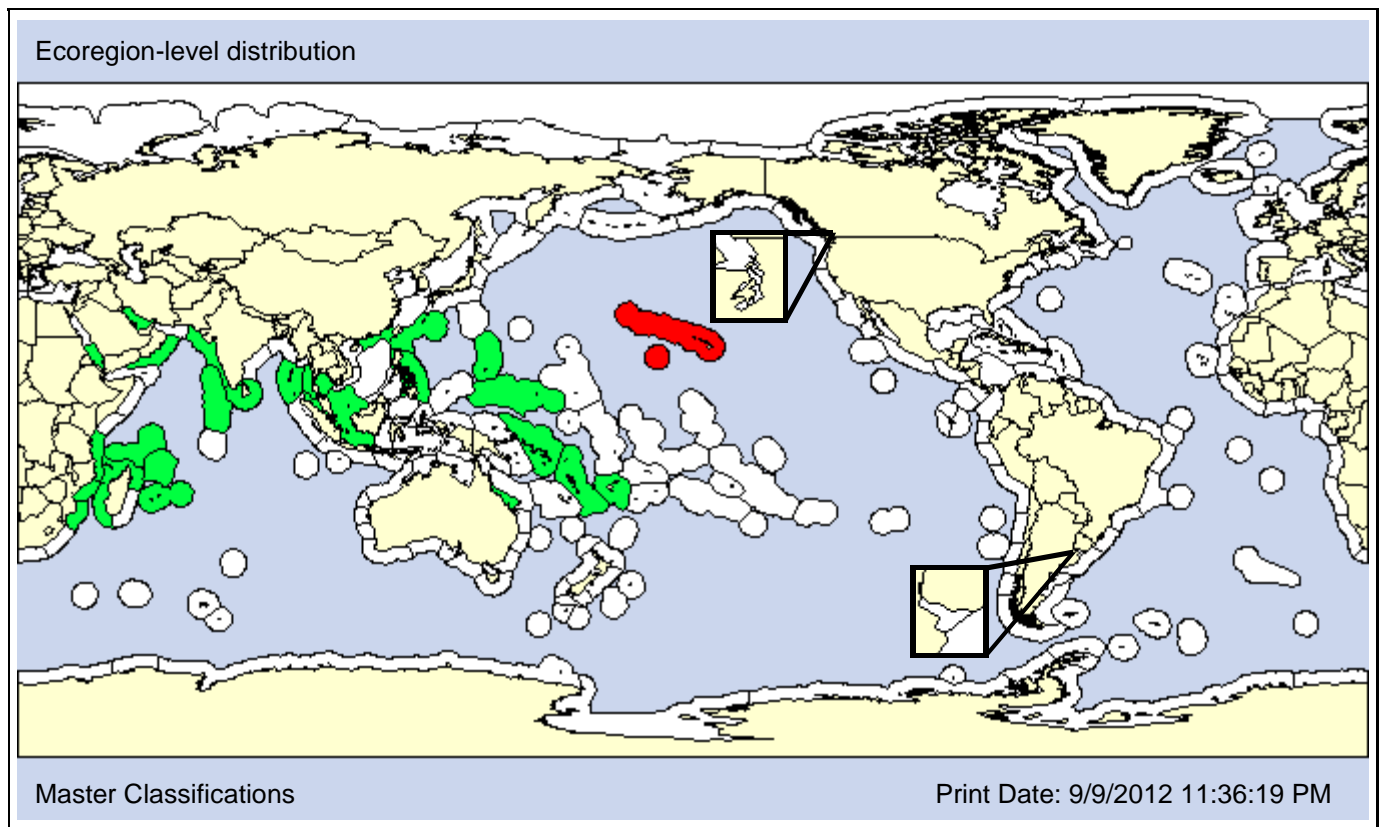 Ecoregion-level distribution
Master Classifications
Print Date: 9/9/2012 11:36:19 PM